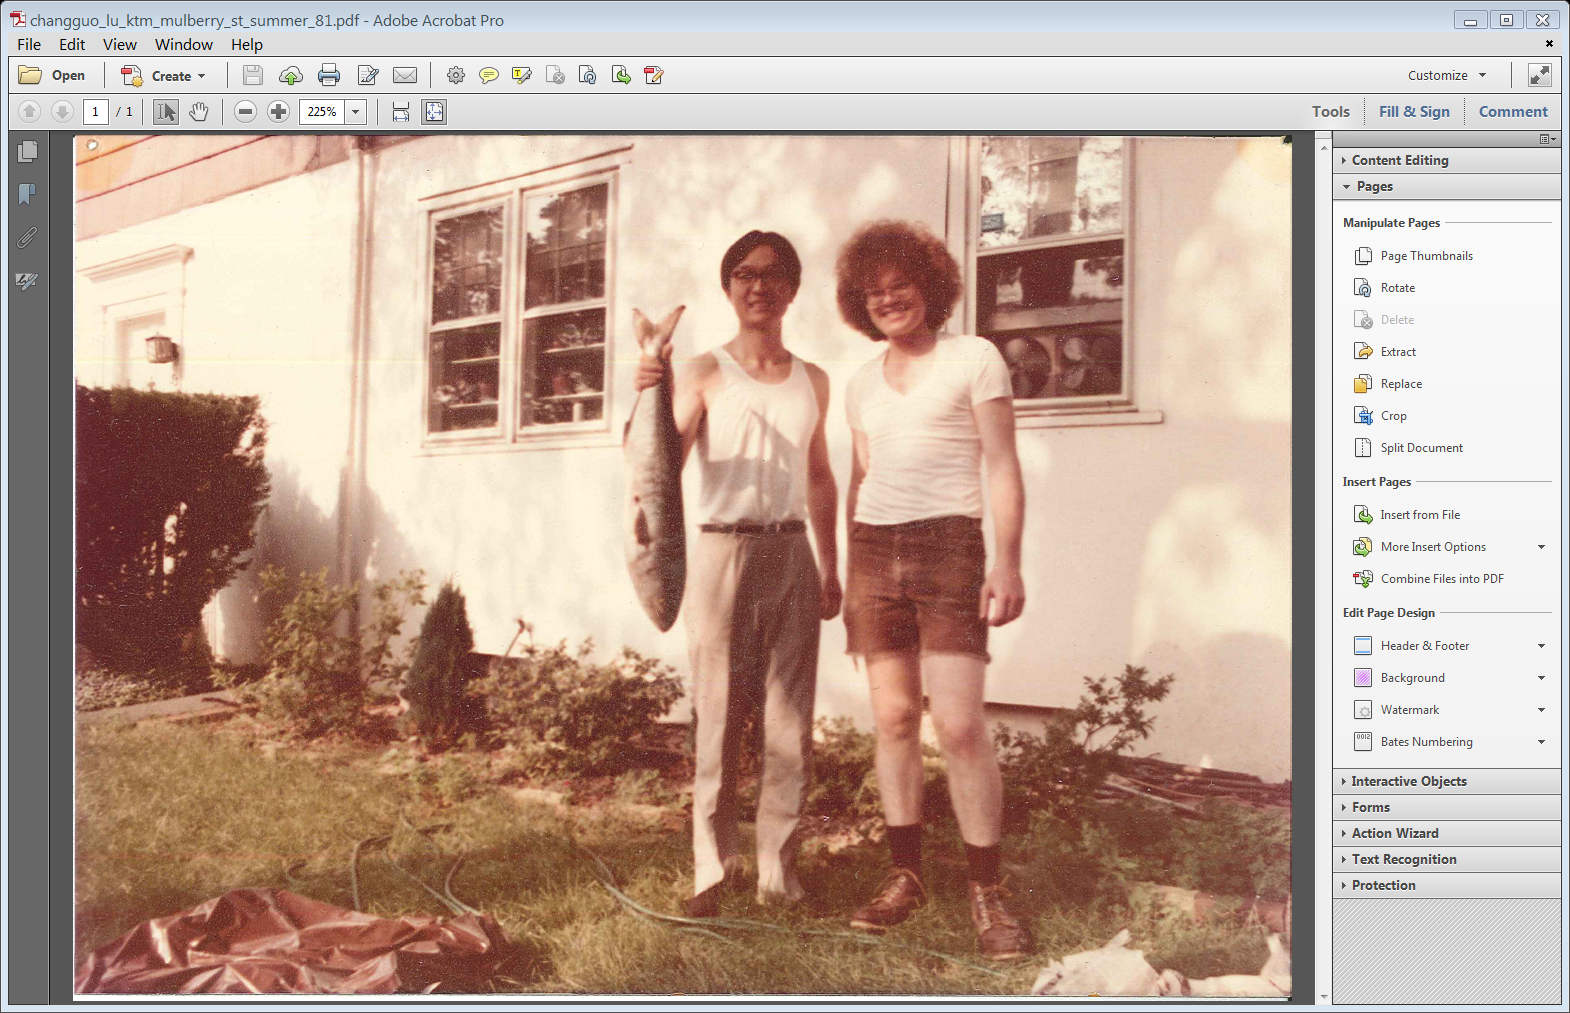 changguo_lu_ktm_mulberry_st_summer_81.pdf - Adobe Acrobat Pro
File Edit View Window Help
Open Create Customize
1 / 1 225% Tools Fill & Sign Comment
Content Editing
Pages
Manipulate Pages
Page Thumbnails
Rotate
Delete
Extract
Replace
Crop
Split Document
Insert Pages
Insert from File
More Insert Options
Combine Files into PDF
Edit Page Design
Header & Footer
Background
Watermark
0012 Bates Numbering
Interactive Objects
Forms
Action Wizard
Text Recognition
Protection